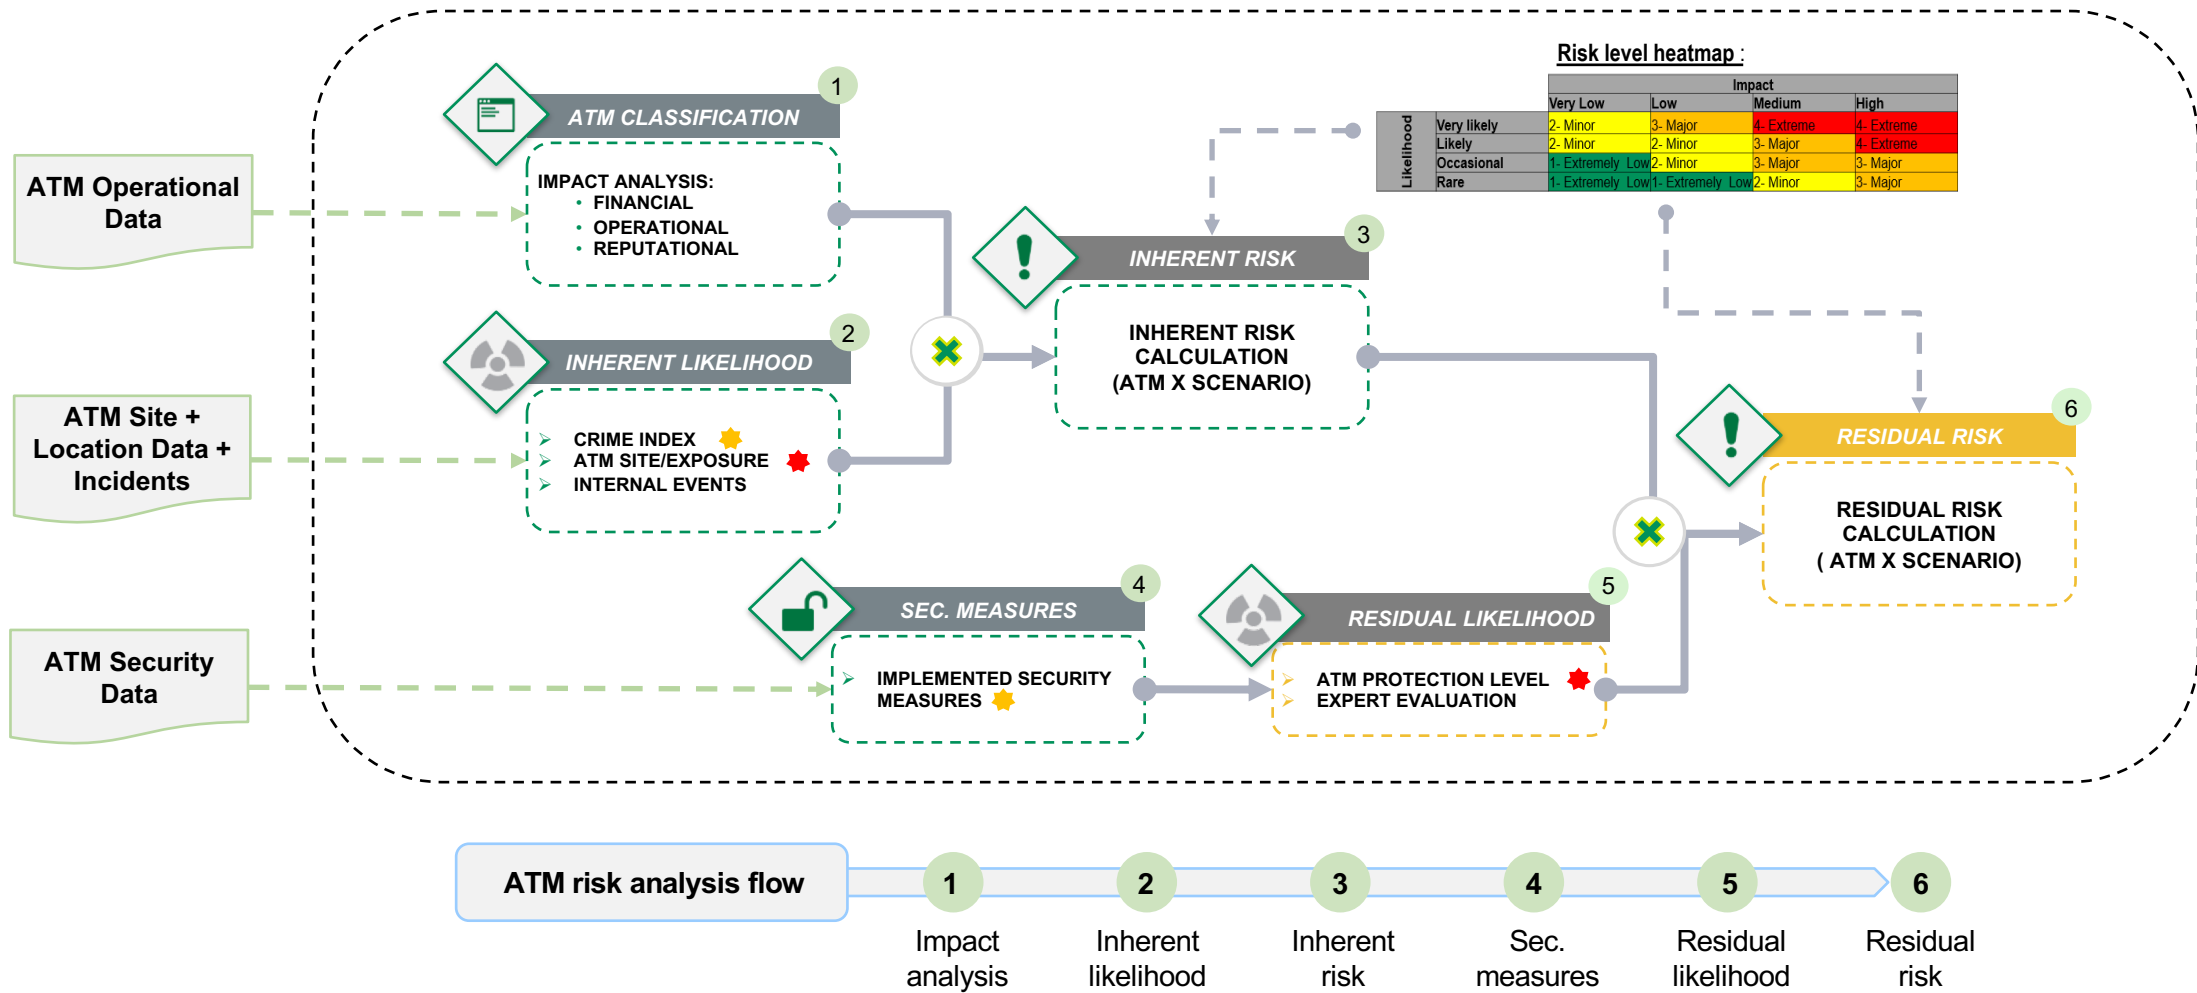 Risk level heatmap :
Impact
Very Low Low Medium High
Likelihood
Very likely 2- Minor 3- Major 4- Extreme 4- Extreme
Likely 2- Minor 2- Minor 3- Major 4- Extreme
Occasional 1- Extremely Low 2- Minor 3- Major 3- Major
Rare 1- Extremely Low 1- Extremely Low 2- Minor 3- Major
ATM Operational
Data
1
ATM CLASSIFICATION
IMPACT ANALYSIS:
• FINANCIAL
• OPERATIONAL
• REPUTATIONAL
ATM Site +
Location Data +
Incidents
2
INHERENT LIKELIHOOD
CRIME INDEX
ATM SITE/EXPOSURE
INTERNAL EVENTS
3
INHERENT RISK
INHERENT RISK
CALCULATION
(ATM X SCENARIO)
ATM Security
Data
4
SEC. MEASURES
IMPLEMENTED SECURITY
MEASURES
5
RESIDUAL LIKELIHOOD
ATM PROTECTION LEVEL
EXPERT EVALUATION
6
RESIDUAL RISK
RESIDUAL RISK
CALCULATION
( ATM X SCENARIO)
ATM risk analysis flow
1 2 3 4 5 6
Impact
analysis
Inherent
likelihood
Inherent
risk
Sec.
measures
Residual
likelihood
Residual
risk